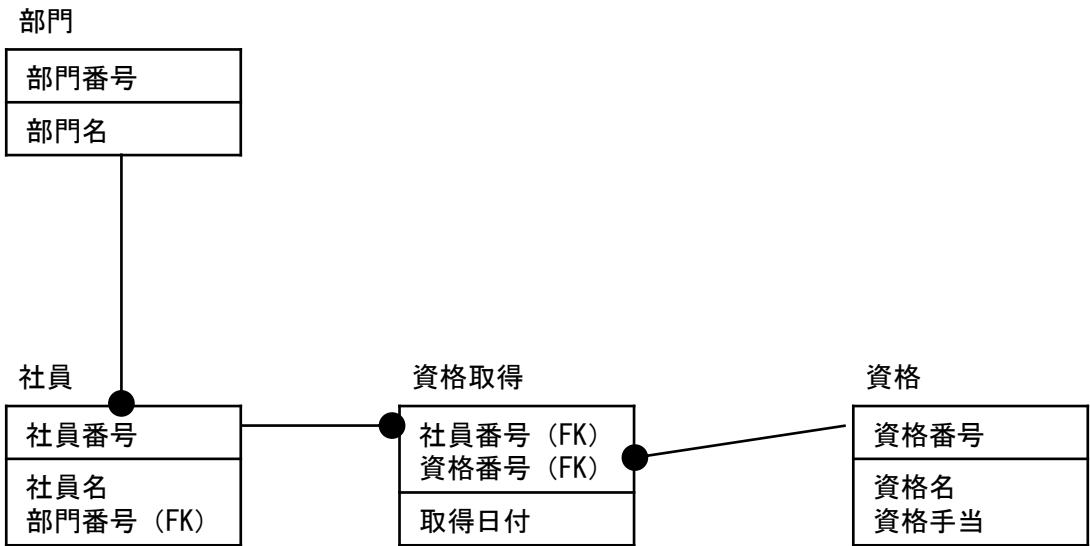 部門
部門番号
部門名
社員
社員番号
社員名
部門番号（FK）
資格取得
社員番号（FK）
資格番号（FK）
取得日付
資格
資格番号
資格名
資格手当